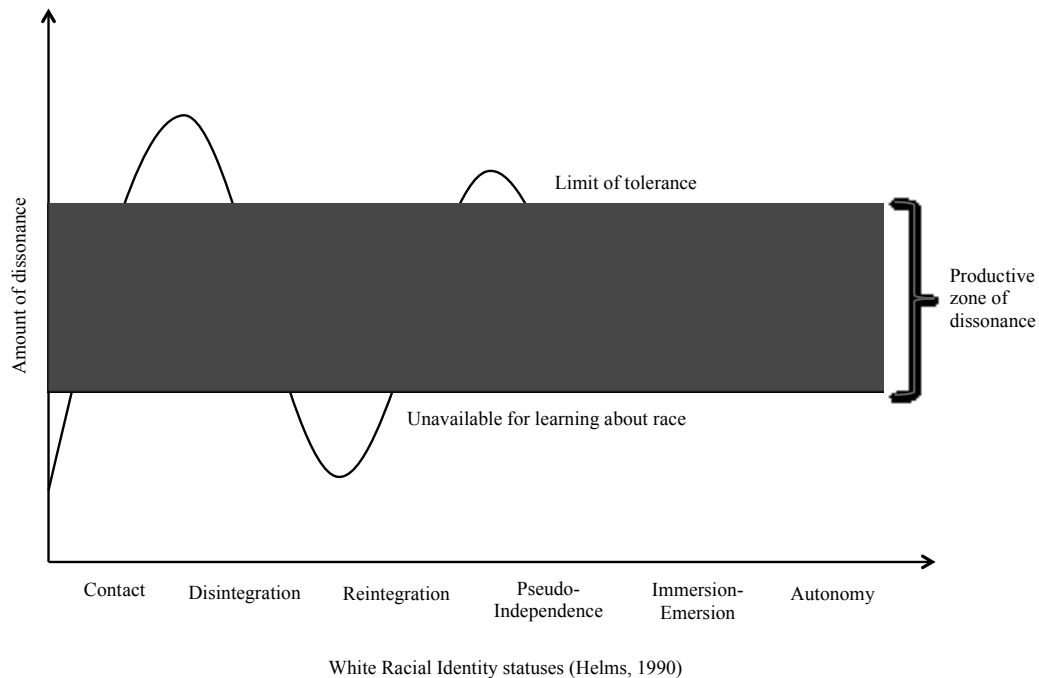 Limit of tolerance
Amount of dissonance
Productive
zone of
dissonance
Unavailable for learning about race
Contact
Disintegration
Reintegration
Pseudo-
Independence
Immersion-
Emersion
Autonomy
White Racial Identity statuses (Helms, 1990)